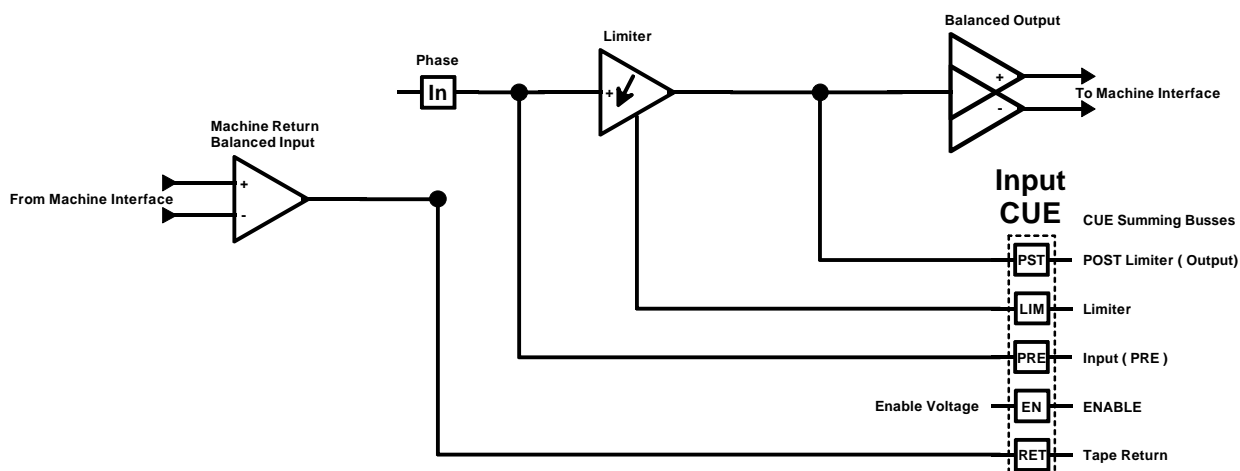 Balanced Output
Limiter
Phase
In
+
+
-
To Machine Interface
Machine Return
Balanced Input
From Machine Interface
+
-
Input
CUE
CUE Summing Busses
PST
POST Limiter ( Output)
LIM
Limiter
PRE
Input ( PRE )
Enable Voltage
EN
ENABLE
RET
Tape Return